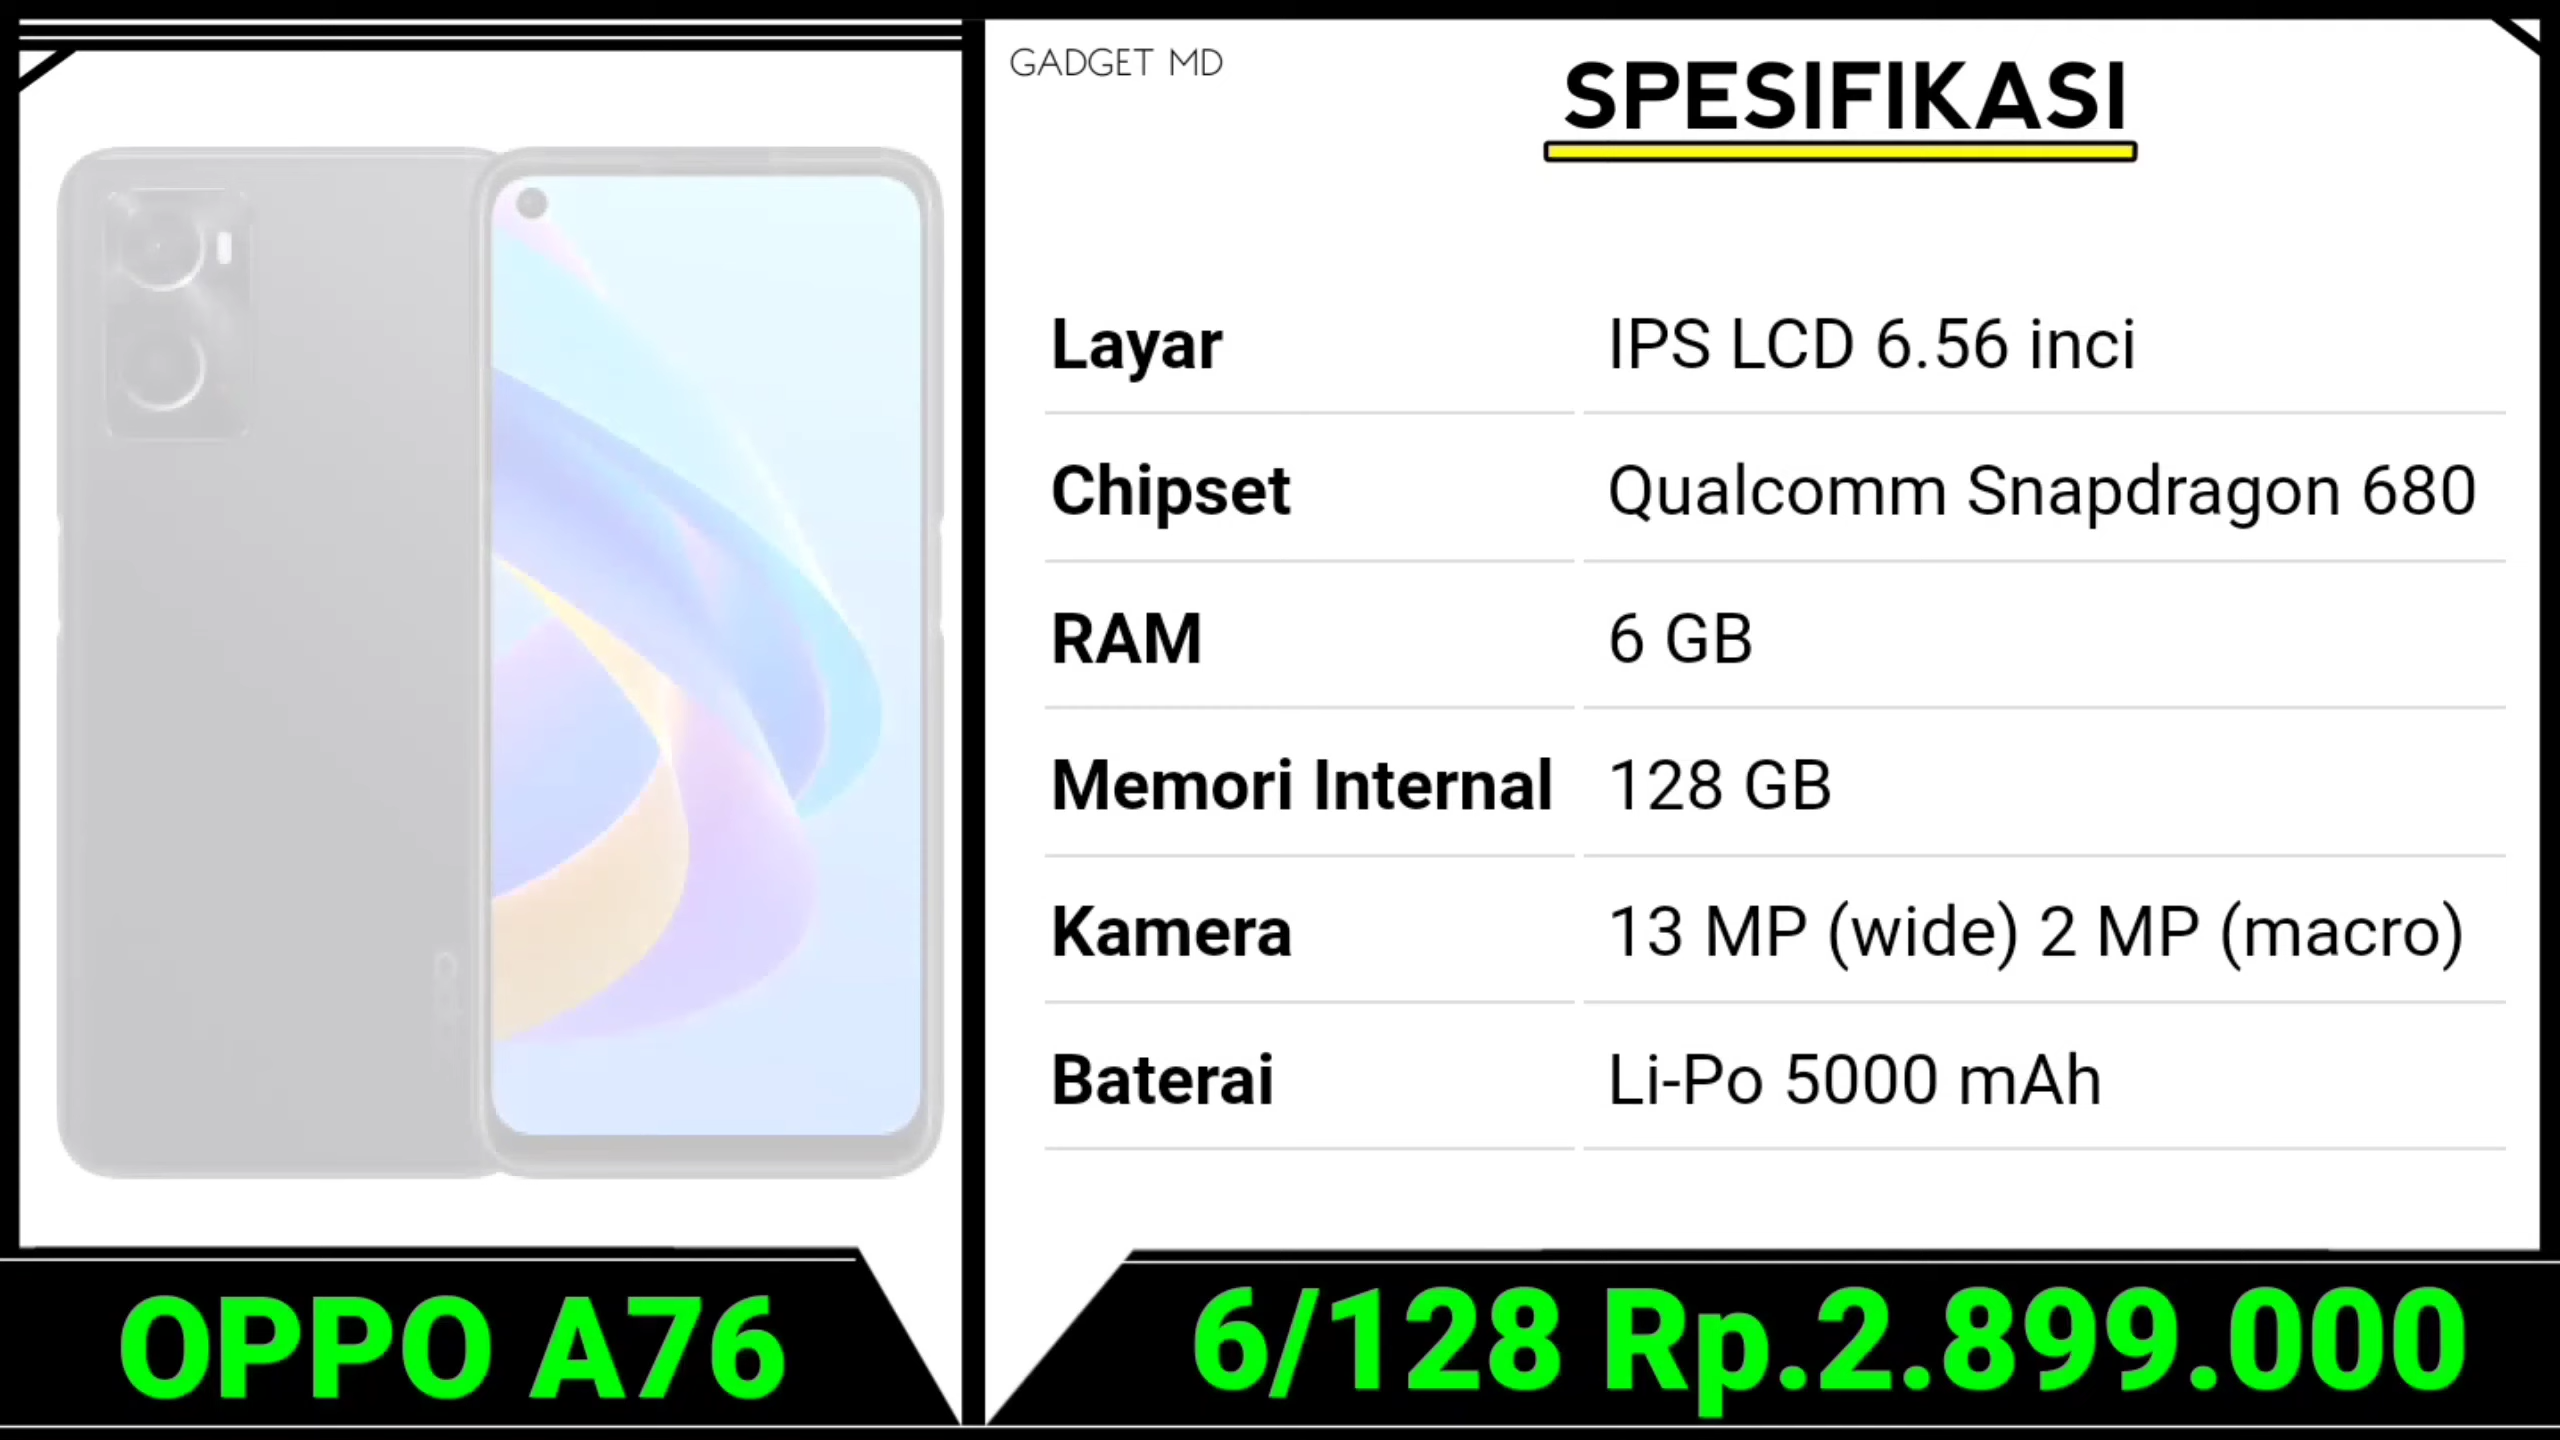 GADGET MD
SPESIFIKASI
Layar IPS LCD 6.56 inci
Chipset Qualcomm Snapdragon 680
RAM 6 GB
Memori Internal 128 GB
Kamera 13 MP (wide) 2 MP (macro)
Baterai Li-Po 5000 mAh
oppo
OPPO A76
6/128 Rp.2.899.000